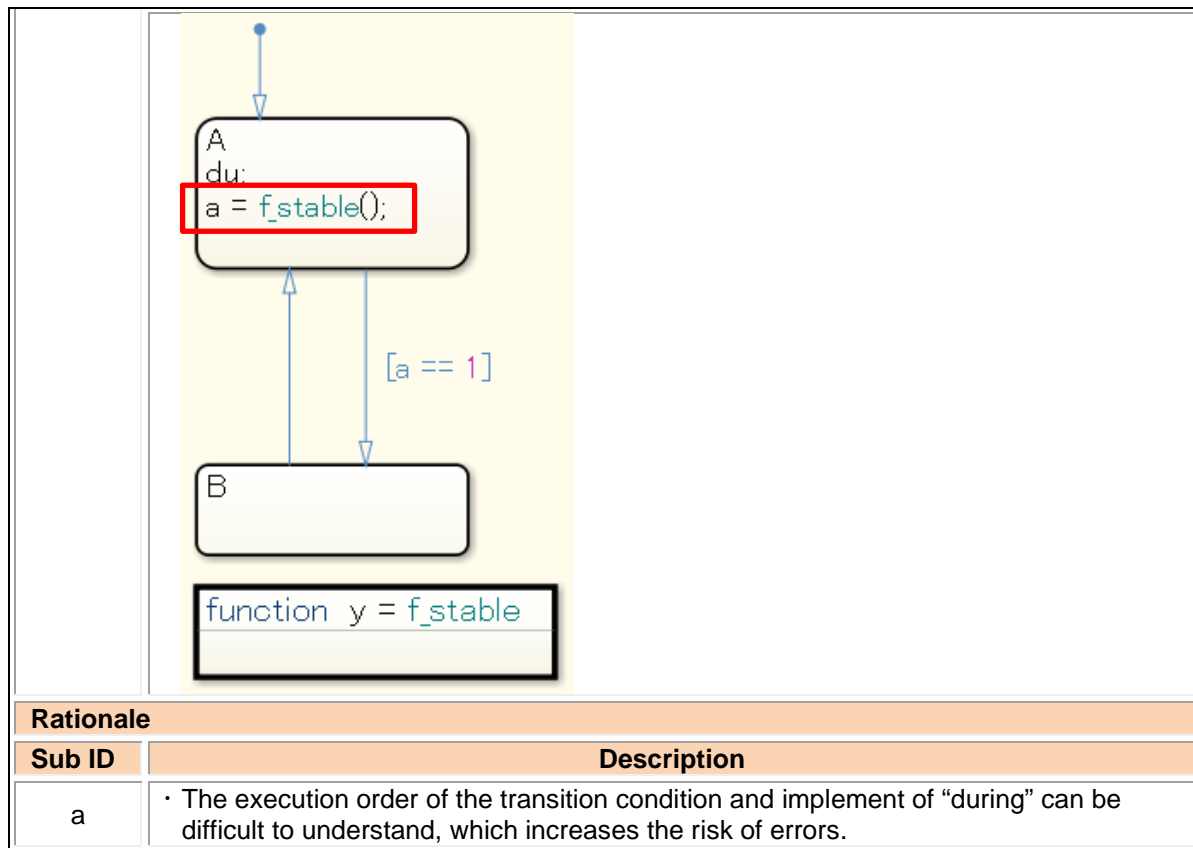 A
du:
a = f_stable();
[a == 1]
B
function y = f_stable
Rationale
Sub ID Description
a
・The execution order of the transition condition and implement of “during” can be
difficult to understand, which increases the risk of errors.